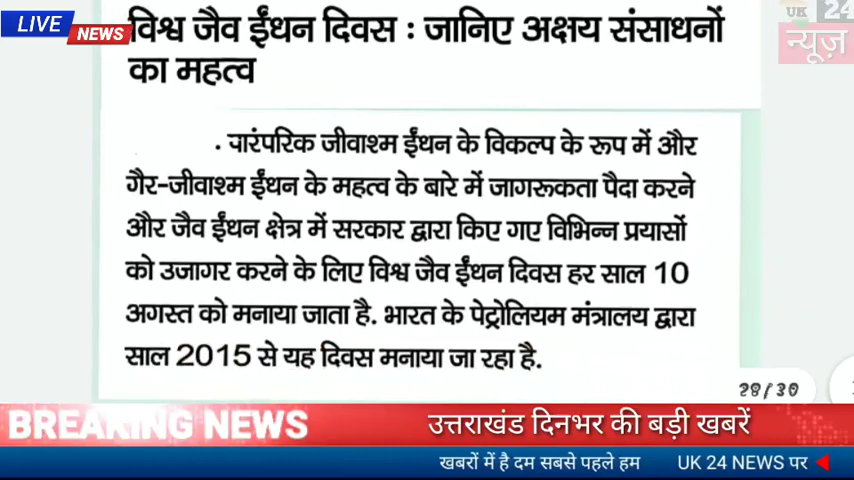 LIVE
NEWS
UK 24
न्यूज़
विश्व जैव ईंधन दिवस : जानिए अक्षय संसाधनों
का महत्व
. पारंपरिक जीवाश्म ईंधन के विकल्प के रूप में और
गैर-जीवाश्म ईंधन के महत्व के बारे में जागरूकता पैदा करने
और जैव ईंधन क्षेत्र में सरकार द्वारा किए गए विभिन्न प्रयासों
को उजागर करने के लिए विश्व जैव ईंधन दिवस हर साल 10
अगस्त को मनाया जाता है. भारत के पेट्रोलियम मंत्रालय द्वारा
साल 2015 से यह दिवस मनाया जा रहा है.
२९/३०
BREAKING NEWS
उत्तराखंड दिनभर की बड़ी खबरें
खबरों में है दम सबसे पहले हम UK 24 NEWS पर